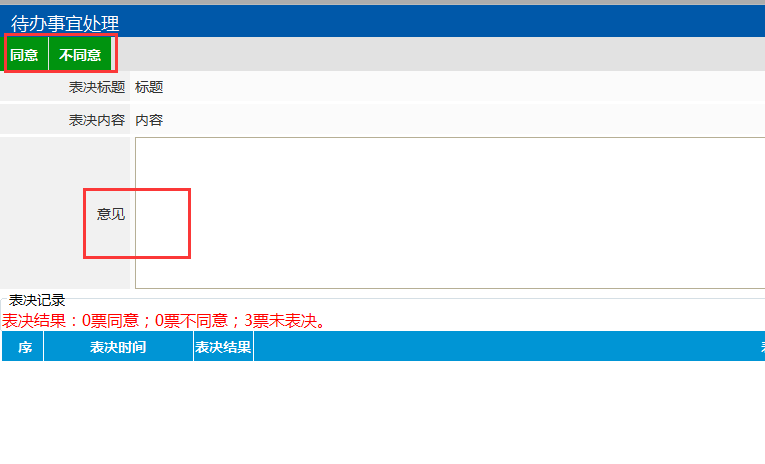 待办事宜处理
同意 不同意
表决标题 标题
表决内容 内容
意见
表决记录
表决结果：0票同意；0票不同意；3票未表决。
序 表决时间 表决结果